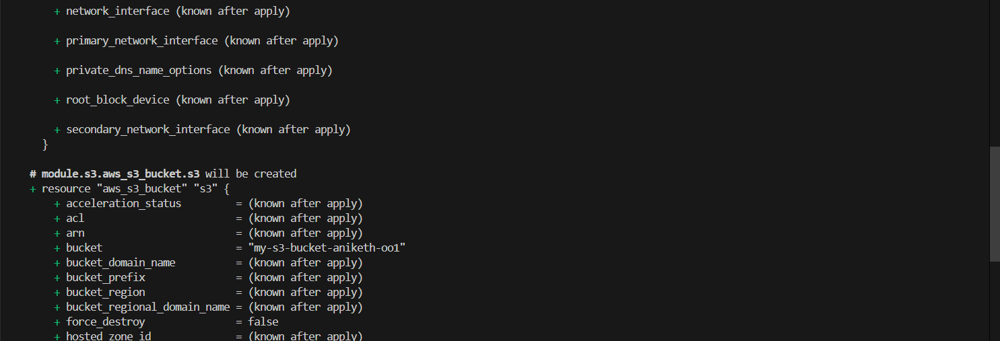 + network_interface (known after apply)
+ primary_network_interface (known after apply)
+ private_dns_name_options (known after apply)
+ root_block_device (known after apply)
+ secondary_network_interface (known after apply)
}
# module.s3.aws_s3_bucket.s3 will be created
+ resource "aws_s3_bucket" "s3" {
+ acceleration_status = (known after apply)
+ acl = (known after apply)
+ arn = (known after apply)
+ bucket = "my-s3-bucket-aniketh-oo1"
+ bucket_domain_name = (known after apply)
+ bucket_prefix = (known after apply)
+ bucket_region = (known after apply)
+ bucket_regional_domain_name = (known after apply)
+ force_destroy = false
+ hosted_zone_id = (known after apply)